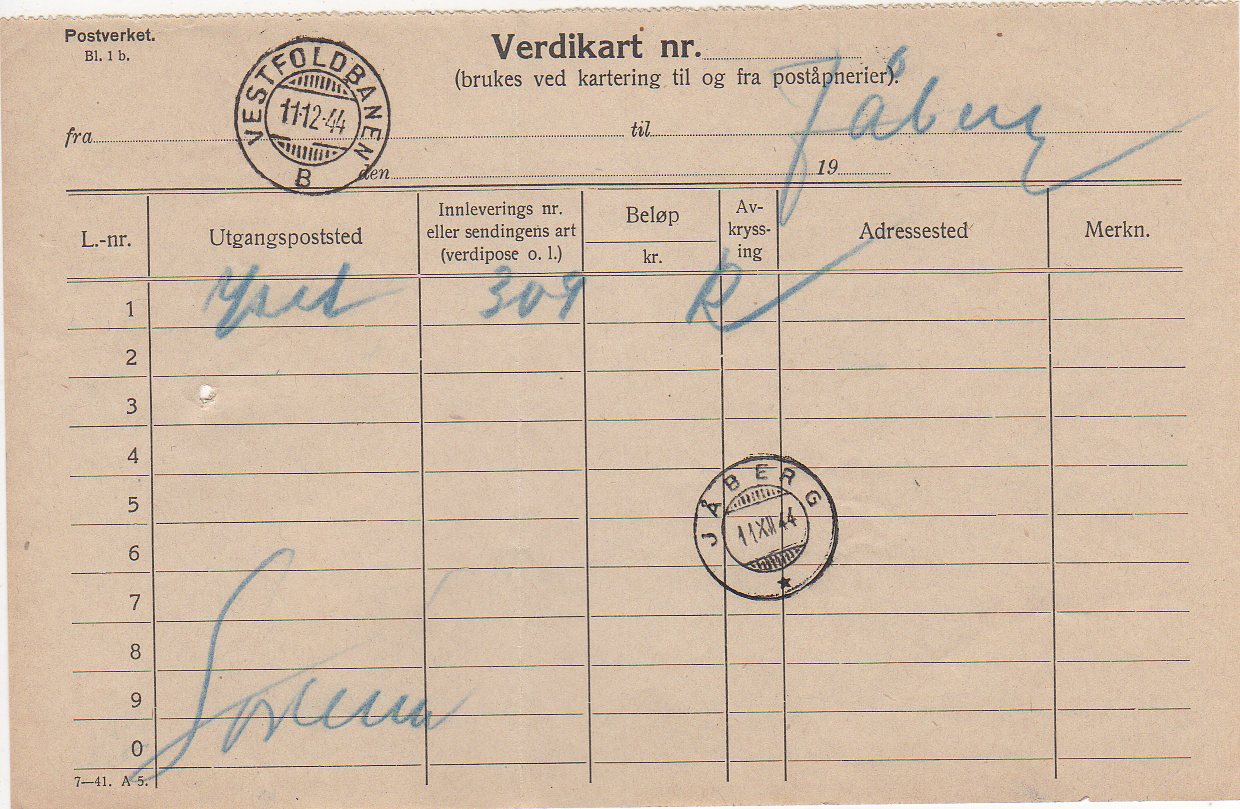 Postverket.
Bl. 1 b.
Verdikart nr.
(brukes ved kartering til og fra poståpnerier).
VESTFOLDBANEN
11·12·44
B
fra til Jåberg
den 19
L.-nr. Utgangspoststed Innleverings nr. eller sendingens art (verdipose o. l.) Beløp kr. Av-kryss-ing Adressested Merkn.
1 309 R
2
3
4
5
6
7
8
9
0
JÅBERG
11 XII 44
7—41. A 5.